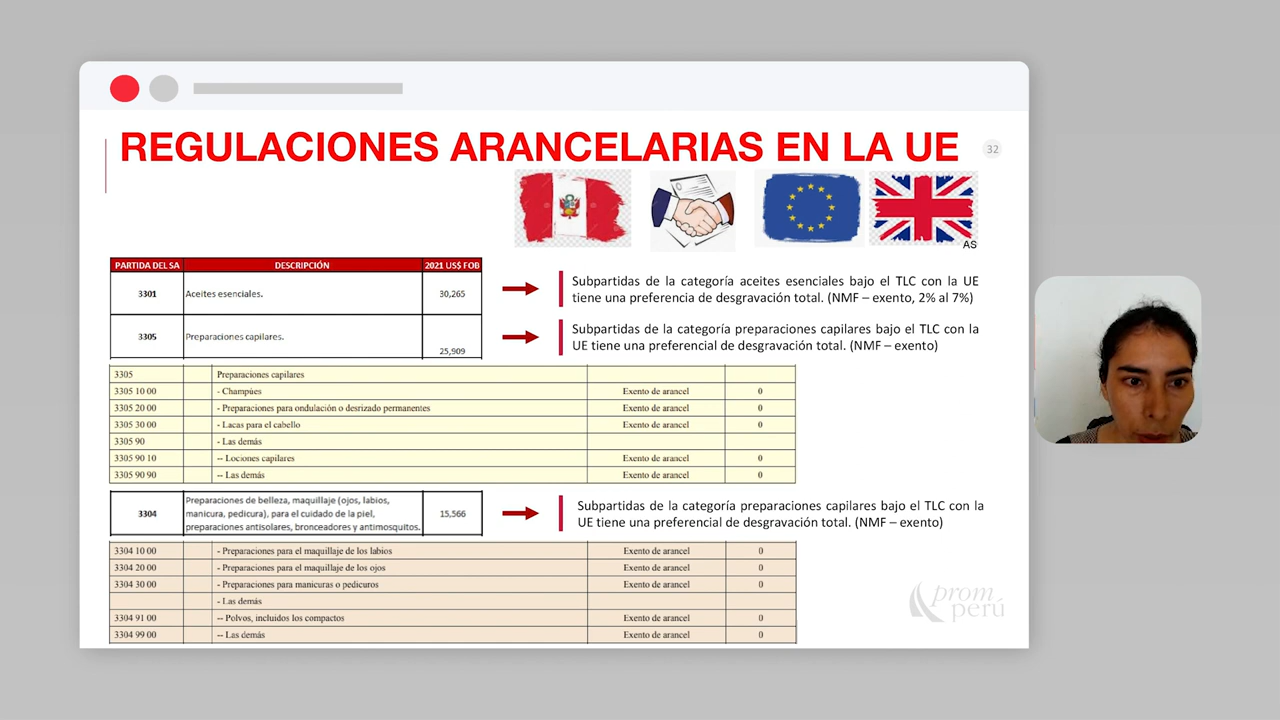 REGULACIONES ARANCELARIAS EN LA UE
32
AS
PARTIDA DEL SA DESCRIPCIÓN 2021 US$ FOB
3301 Aceites esenciales. 30,265
Subpartidas de la categoría aceites esenciales bajo el TLC con la UE
tiene una preferencia de desgravación total. (NMF – exento, 2% al 7%)
3305 Preparaciones capilares. 25,909
Subpartidas de la categoría preparaciones capilares bajo el TLC con la
UE tiene una preferencial de desgravación total. (NMF – exento)
3305 Preparaciones capilares
3305 10 00 - Champúes Exento de arancel 0
3305 20 00 - Preparaciones para ondulación o desrizado permanentes Exento de arancel 0
3305 30 00 - Lacas para el cabello Exento de arancel 0
3305 90 - Las demás
3305 90 10 -- Lociones capilares Exento de arancel 0
3305 90 90 -- Las demás Exento de arancel 0
3304 Preparaciones de belleza, maquillaje (ojos, labios,
manicura, pedicura), para el cuidado de la piel, 15,566
preparaciones antisolares, bronceadores y antimosquitos.
Subpartidas de la categoría preparaciones capilares bajo el TLC con la
UE tiene una preferencial de desgravación total. (NMF – exento)
3304 10 00 - Preparaciones para el maquillaje de los labios Exento de arancel 0
3304 20 00 - Preparaciones para el maquillaje de los ojos Exento de arancel 0
3304 30 00 - Preparaciones para manicuras o pedicuros Exento de arancel 0
- Las demás
3304 91 00 -- Polvos, incluidos los compactos Exento de arancel 0
3304 99 00 -- Las demás Exento de arancel 0
prom
perú